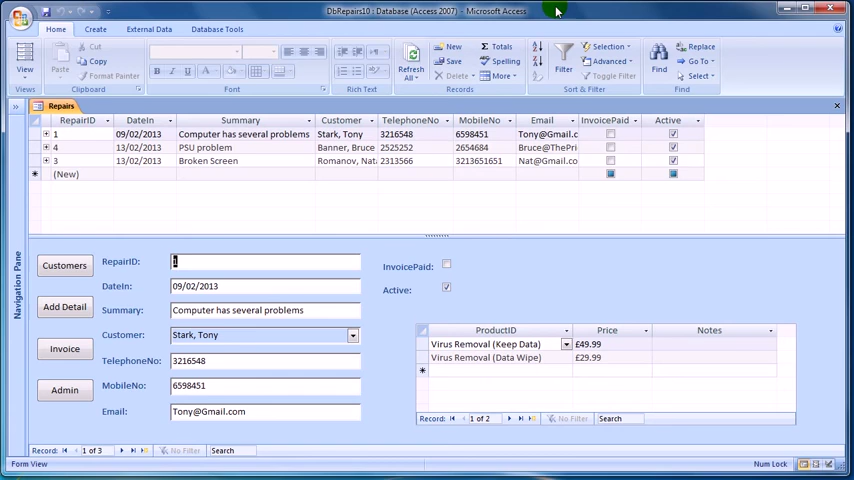 DbRepairs10 : Database (Access 2007) - Microsoft Access
Home Create External Data Database Tools
View
Views
Paste
Cut
Copy
Format Painter
Clipboard
B I U
Font
Rich Text
Refresh All
New
Save
Delete
Totals
Spelling
More
Records
Filter
Selection
Advanced
Toggle Filter
Sort & Filter
Find
Replace
Go To
Select
Find
Repairs
RepairID DateIn Summary Customer TelephoneNo MobileNo Email InvoicePaid Active
1 09/02/2013 Computer has several problems Stark, Tony 3216548 6598451 Tony@Gmail.c
4 13/02/2013 PSU problem Banner, Bruce 2525252 2654684 Bruce@ThePri
3 13/02/2013 Broken Screen Romanov, Nata 2313566 3213651651 Nat@Gmail.co
(New)
Navigation Pane
Customers
Add Detail
Invoice
Admin
RepairID: 1
DateIn: 09/02/2013
Summary: Computer has several problems
Customer: Stark, Tony
TelephoneNo: 3216548
MobileNo: 6598451
Email: Tony@Gmail.com
InvoicePaid:
Active:
ProductID Price Notes
Virus Removal (Keep Data) £49.99
Virus Removal (Data Wipe) £29.99
Record: 1 of 2 No Filter Search
Record: 1 of 3 No Filter Search
Form View Num Lock